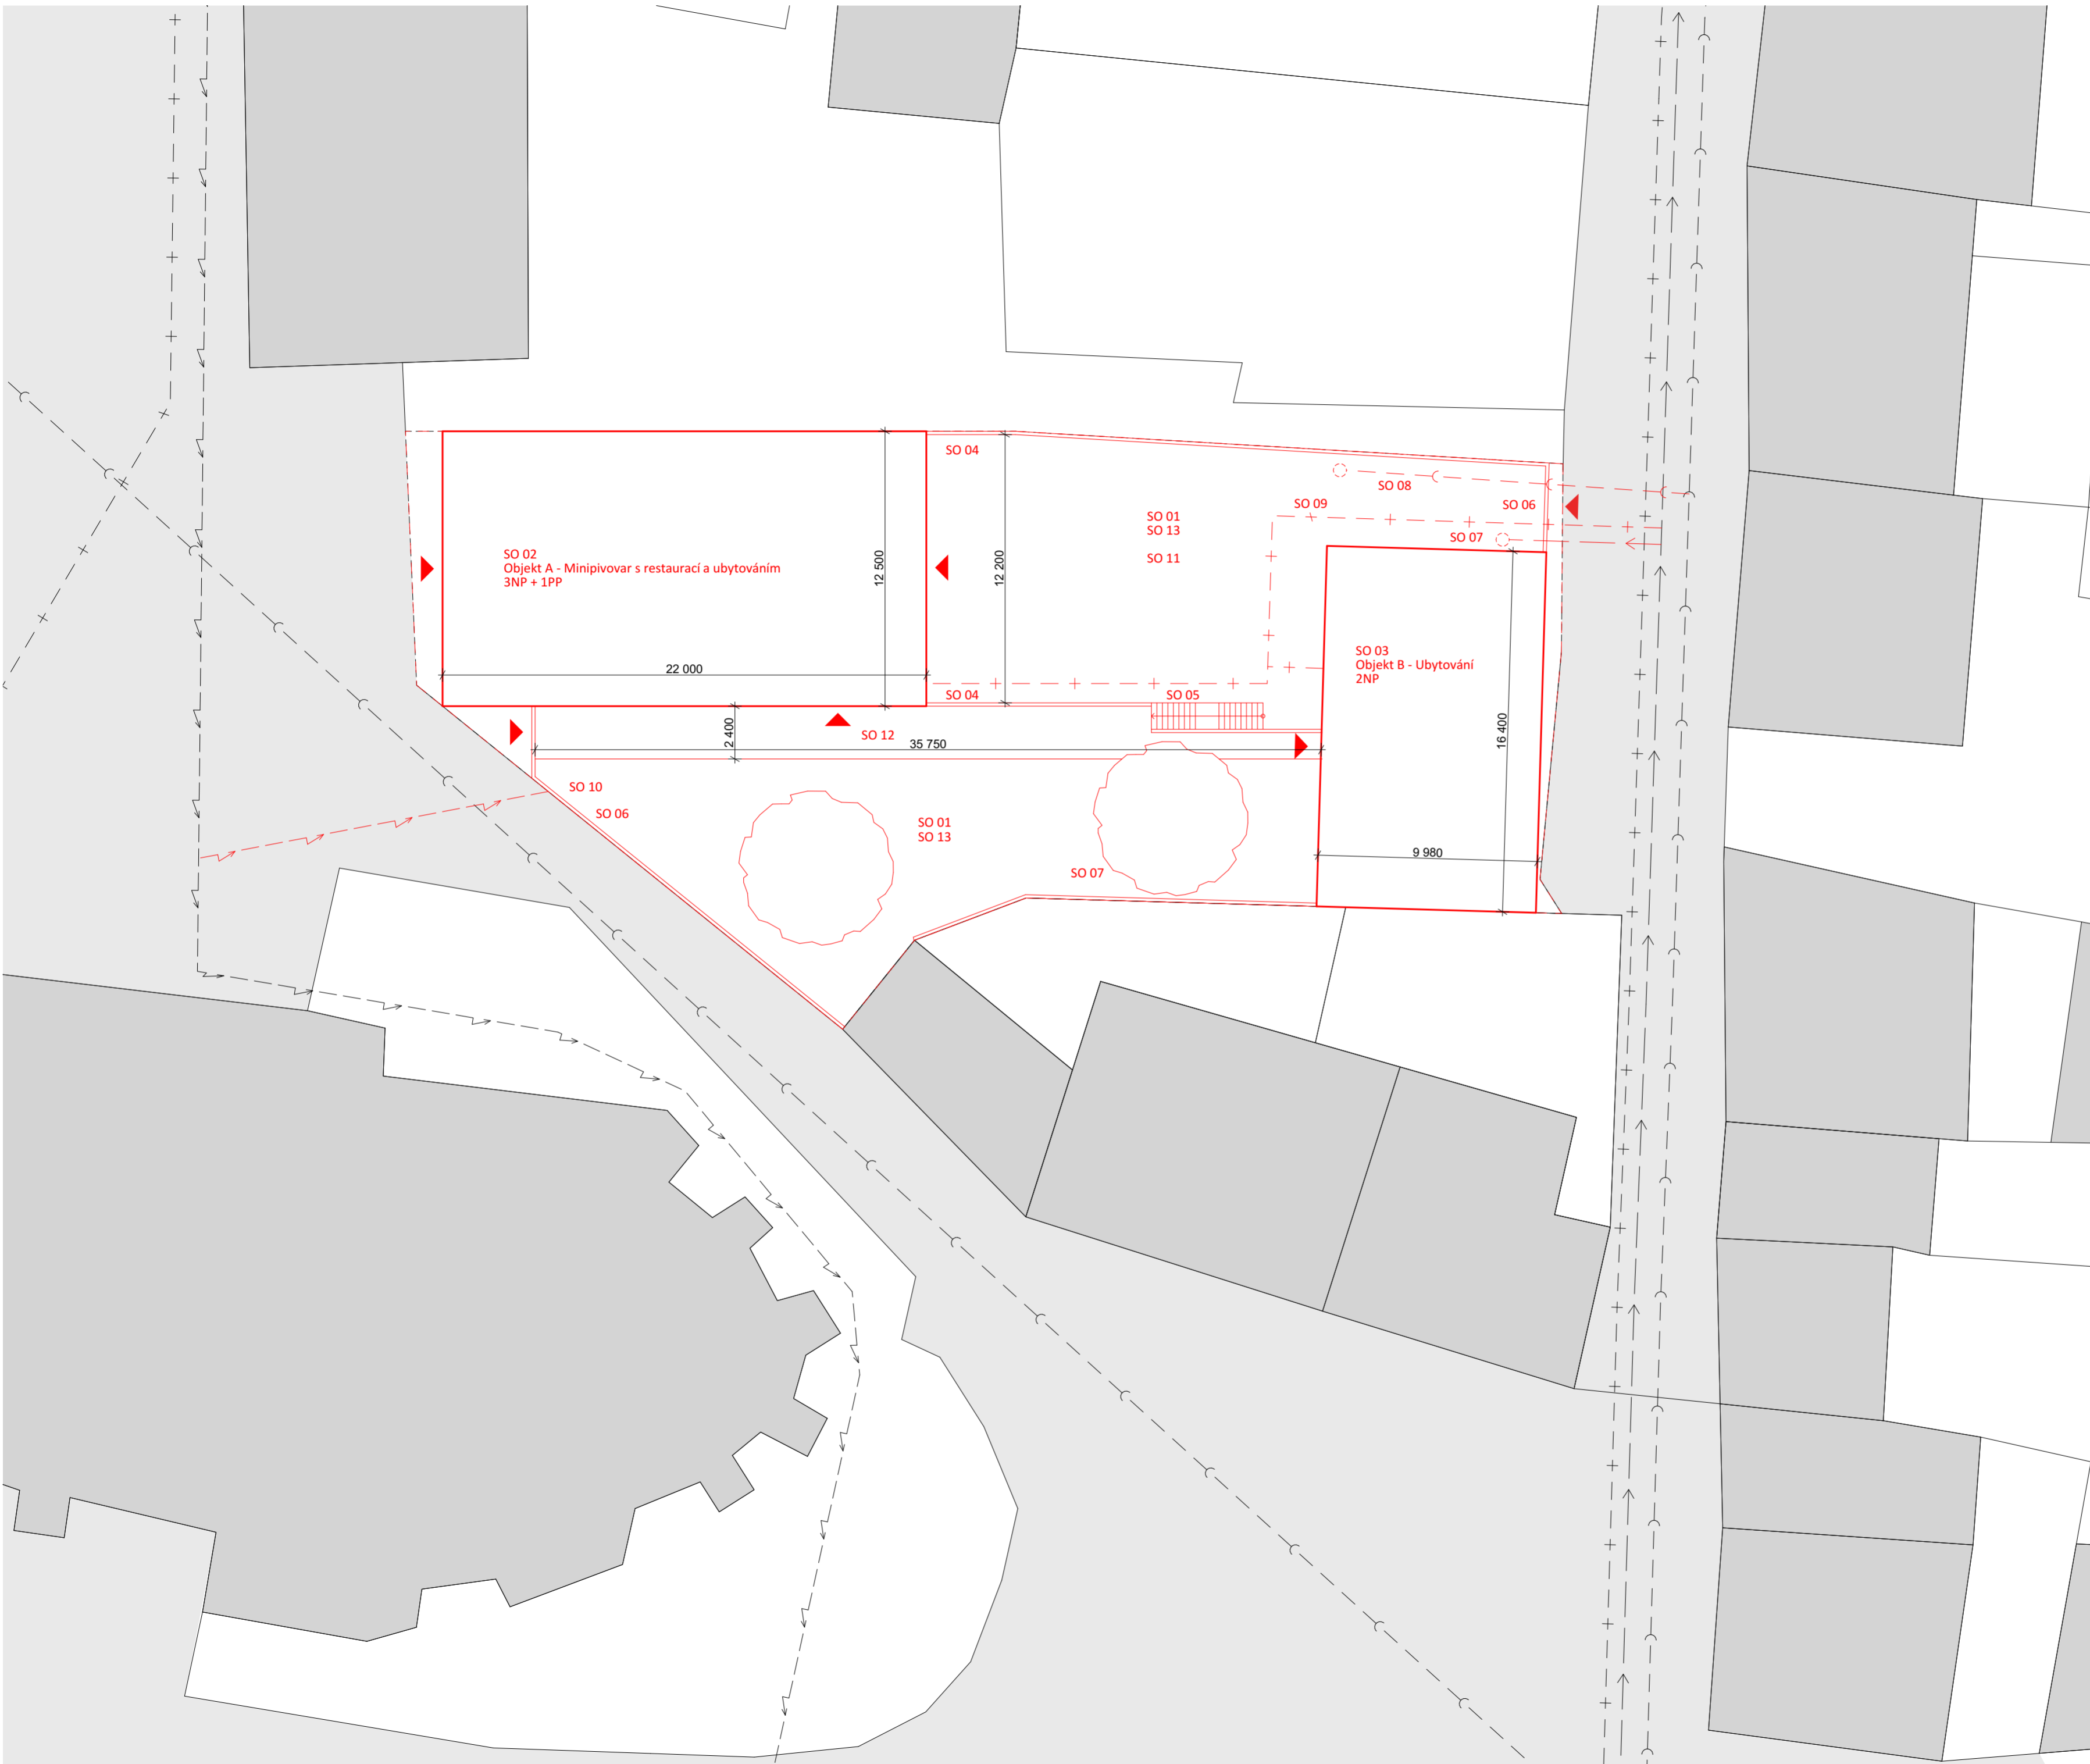 SO 04
SO 08
SO 09
SO 06
SO 01
SO 13
SO 07
SO 11
SO 02
Objekt A - Minipivovar s restaurací a ubytováním
3NP + 1PP
12 500
12 200
SO 03
Objekt B - Ubytování
2NP
22 000
SO 04
SO 05
16 400
2 400
SO 12
35 750
SO 10
SO 06
SO 01
SO 13
9 980
SO 07